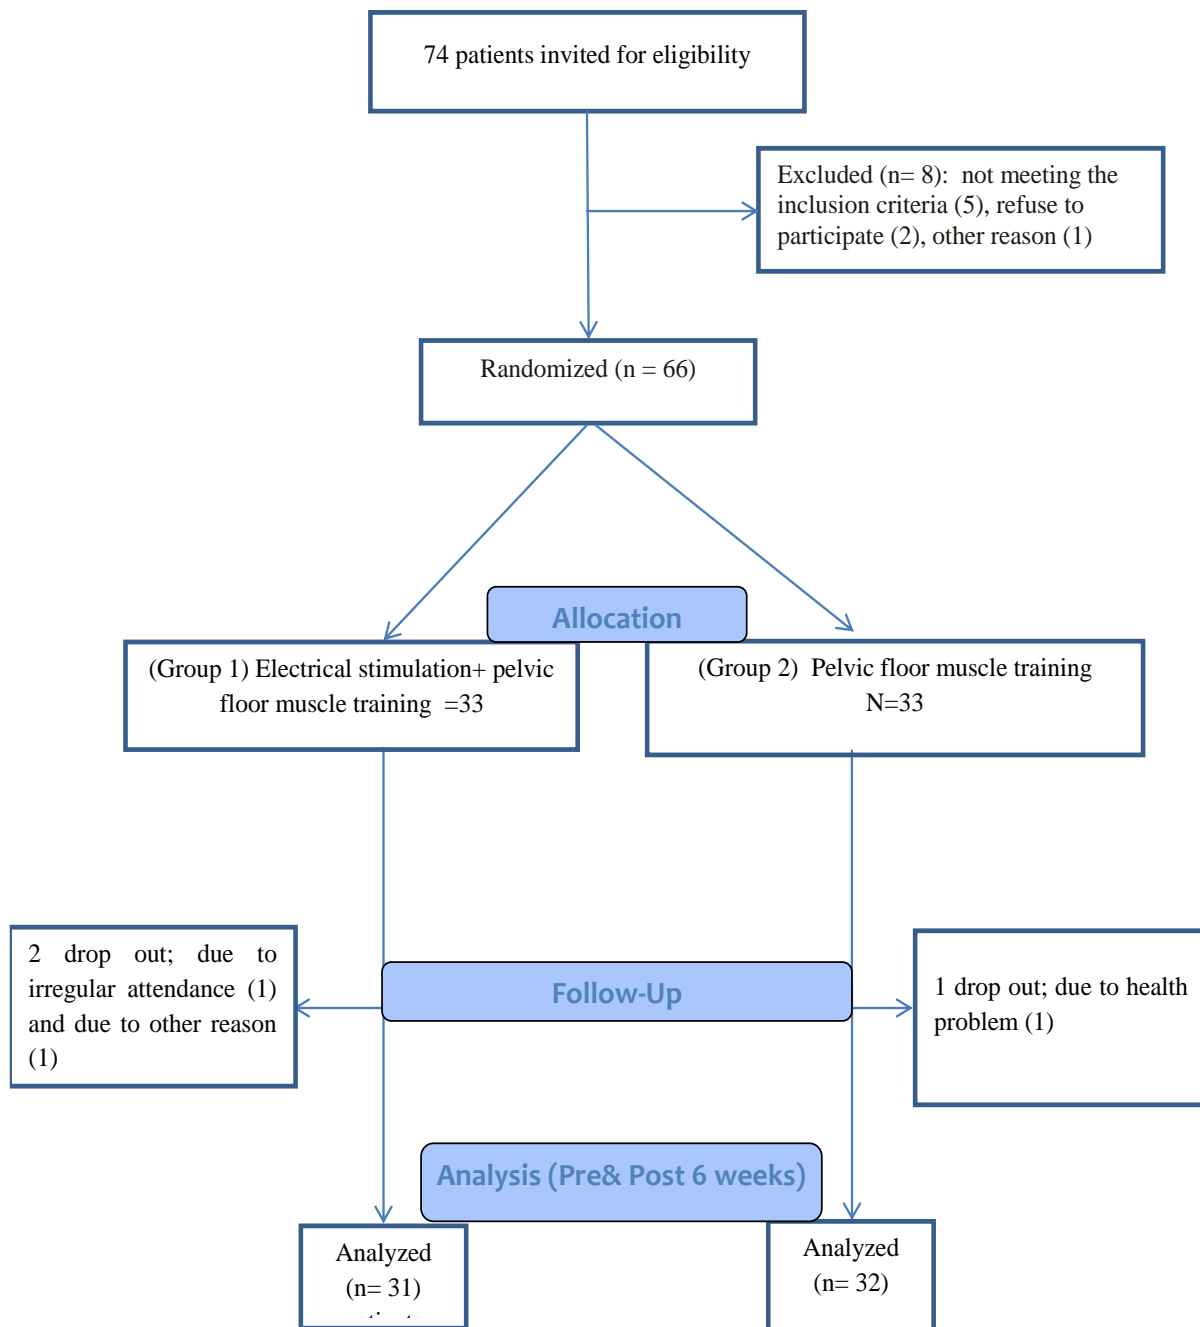 74 patients invited for eligibility
Excluded (n= 8): not meeting the
inclusion criteria (5), refuse to
participate (2), other reason (1)
Randomized (n = 66)
Allocation
(Group 1) Electrical stimulation+ pelvic
floor muscle training =33
(Group 2) Pelvic floor muscle training
N=33
2 drop out; due to
irregular attendance (1)
and due to other reason
(1)
Follow-Up
1 drop out; due to health
problem (1)
Analysis (Pre& Post 6 weeks)
Analyzed
(n= 31)
Analyzed
(n= 32)